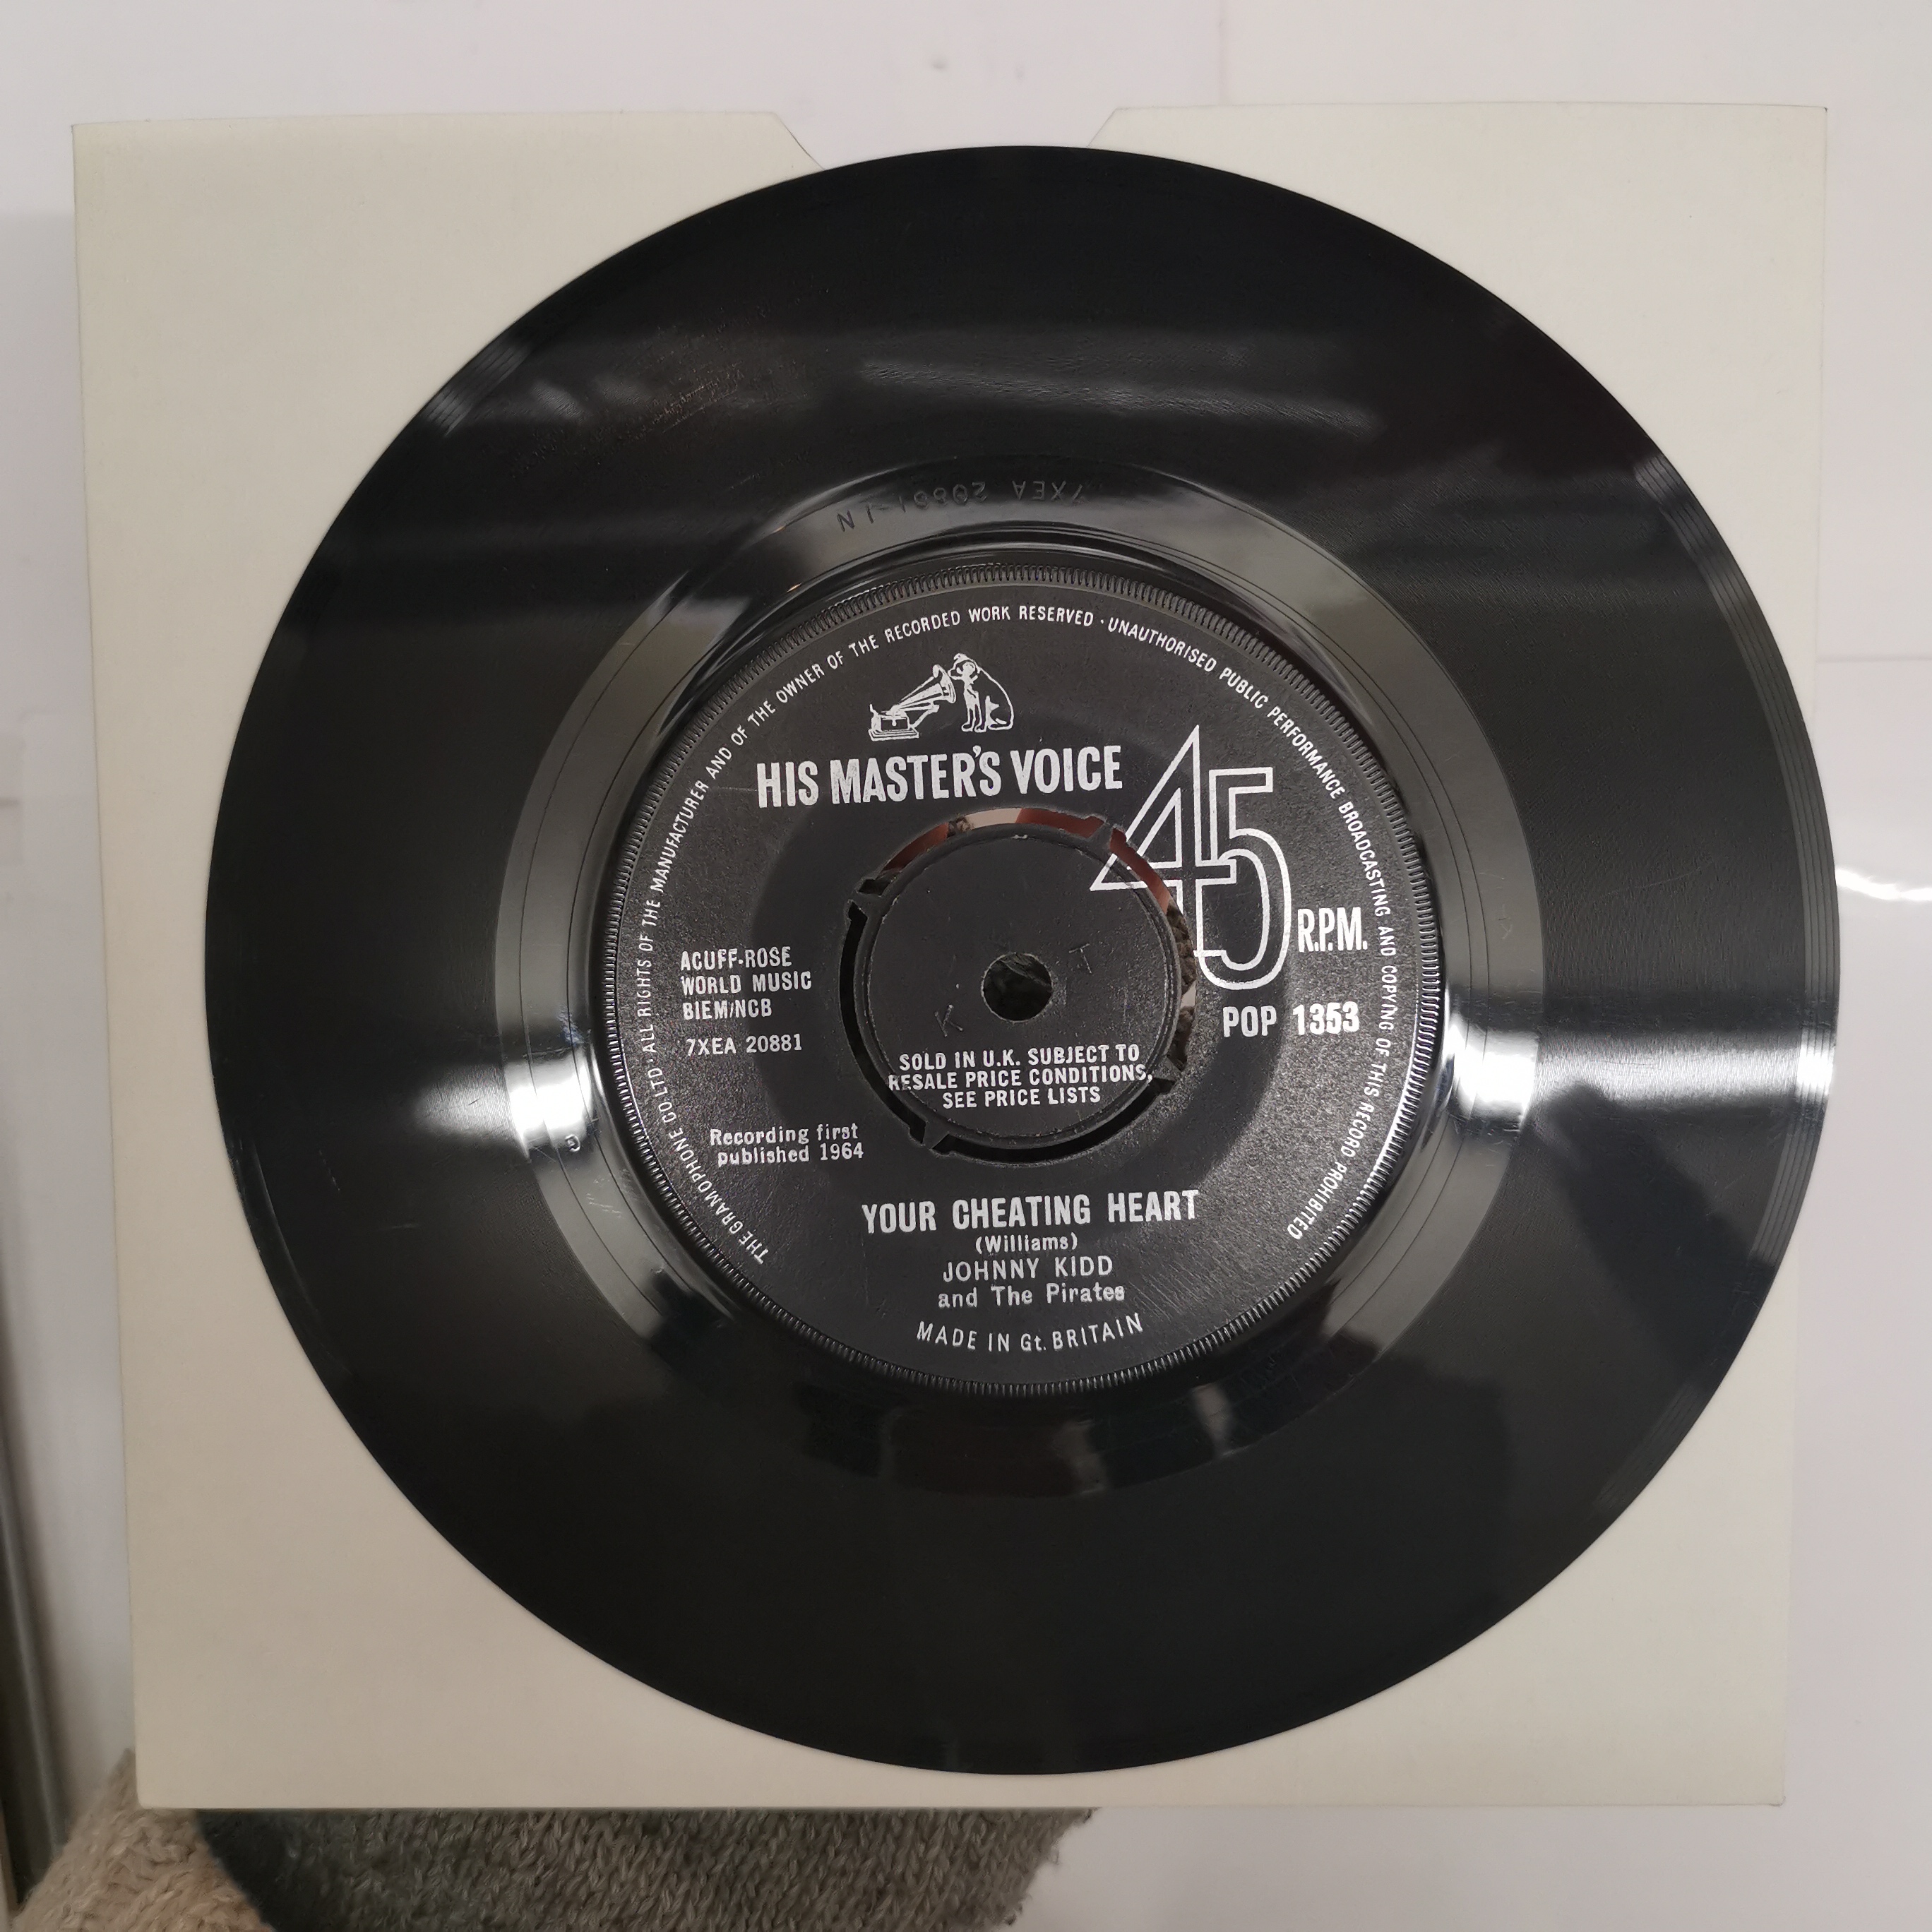 THE GRAMOPHONE CO. LTD · ALL RIGHTS OF THE MANUFACTURER AND OF THE OWNER OF THE RECORDED WORK RESERVED · UNAUTHORISED PUBLIC PERFORMANCE BROADCASTING AND COPYING OF THIS RECORD PROHIBITED
HIS MASTER'S VOICE
45
R.P.M.
ACUFF-ROSE
WORLD MUSIC
BIEM/NCB
7XEA 20881
POP 1353
K T
SOLD IN U.K. SUBJECT TO
RESALE PRICE CONDITIONS,
SEE PRICE LISTS
Recording first
published 1964
YOUR CHEATING HEART
(Williams)
JOHNNY KIDD
and The Pirates
MADE IN Gt. BRITAIN
7XEA 20881-1N